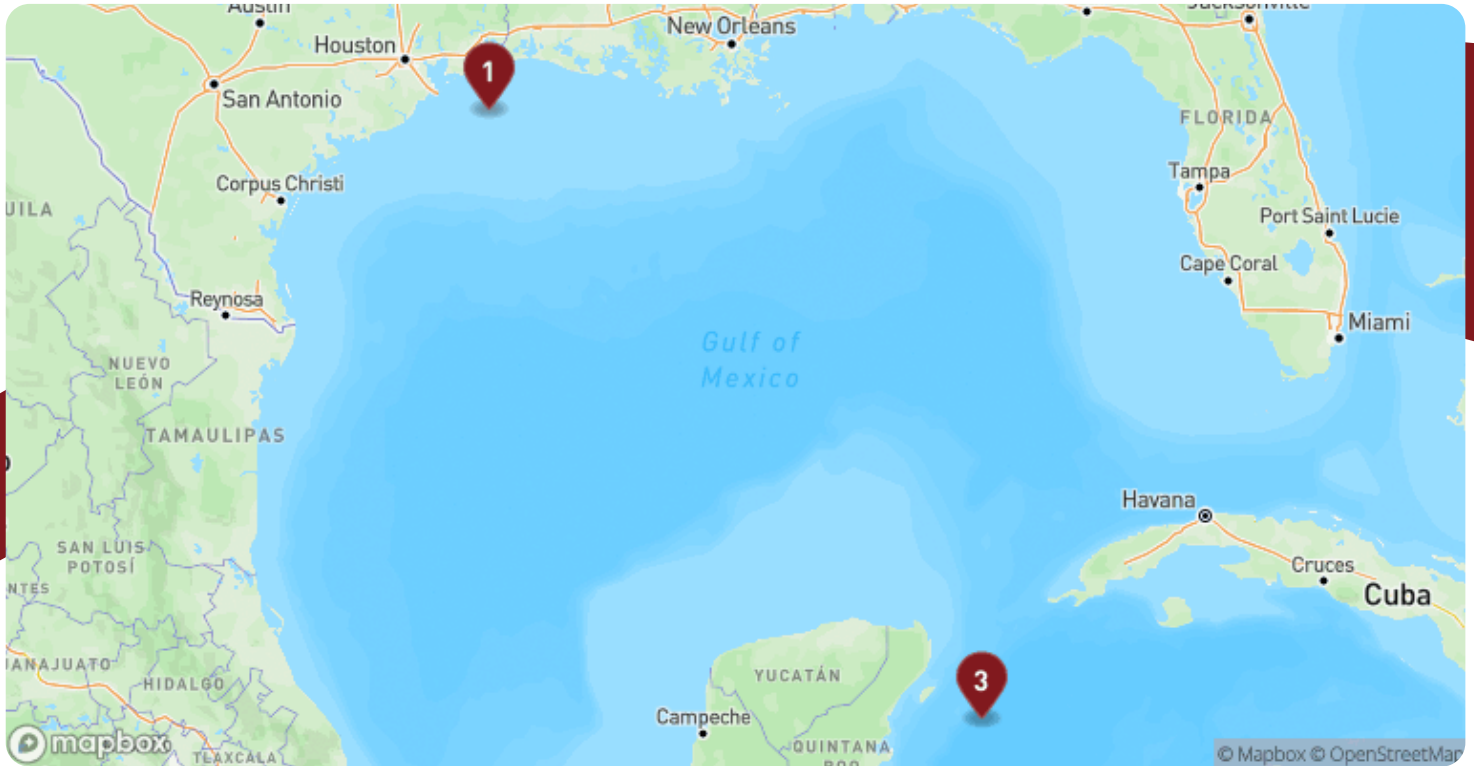 Austin
Houston
New Orleans
Jacksonville
1
San Antonio
FLORIDA
Tampa
Corpus Christi
UILA
Port Saint Lucie
Cape Coral
Reynosa
Miami
Gulf of
Mexico
NUEVO
LEÓN
TAMAULIPAS
Havana
SAN LUIS
POTOSÍ
Cruces
NTES
Cuba
JANAJUATO
HIDALGO
YUCATÁN
3
Campeche
mapbox
QUINTANA
ROO
TLAXCALA
© Mapbox © OpenStreetMap